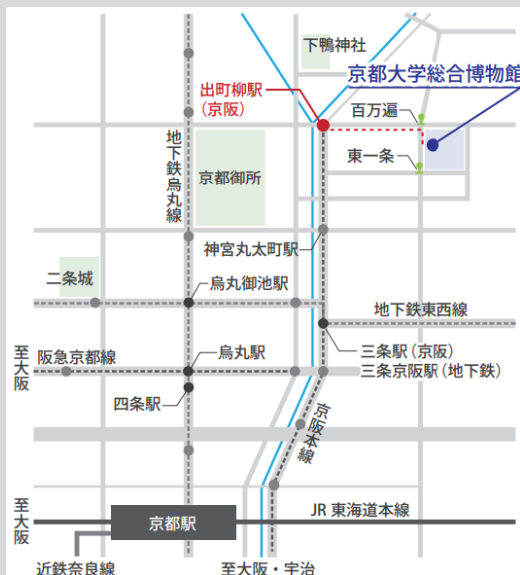 下鴨神社
京都大学総合博物館
出町柳駅
（京阪）
百万遍
東一条
地下鉄烏丸線
京都御所
神宮丸太町駅
二条城
烏丸御池駅
地下鉄東西線
至大阪
阪急京都線
烏丸駅
三条駅（京阪）
三条京阪駅（地下鉄）
四条駅
京阪本線
至大阪
京都駅
JR 東海道本線
近鉄奈良線
至大阪・宇治